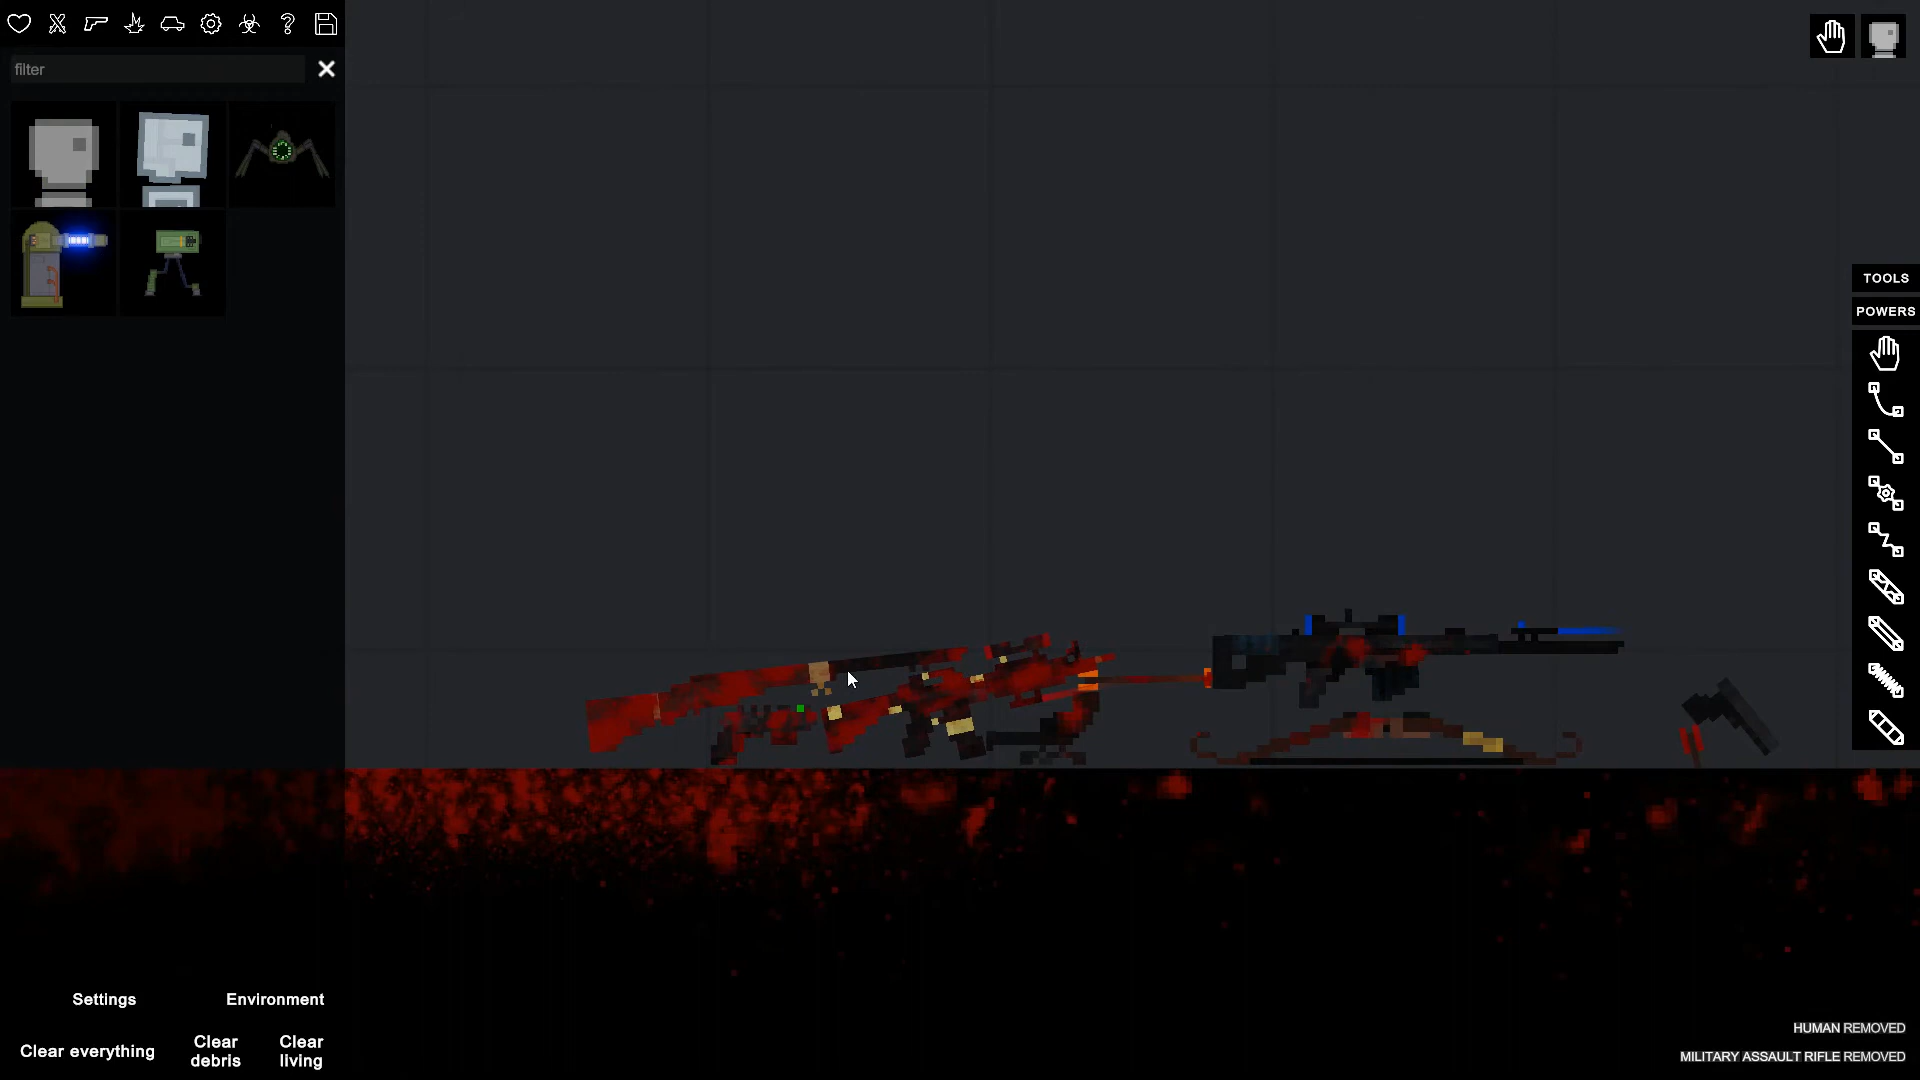 filter
TOOLS
POWERS
Settings
Environment
Clear everything
Clear
debris
Clear
living
HUMAN REMOVED
MILITARY ASSAULT RIFLE REMOVED